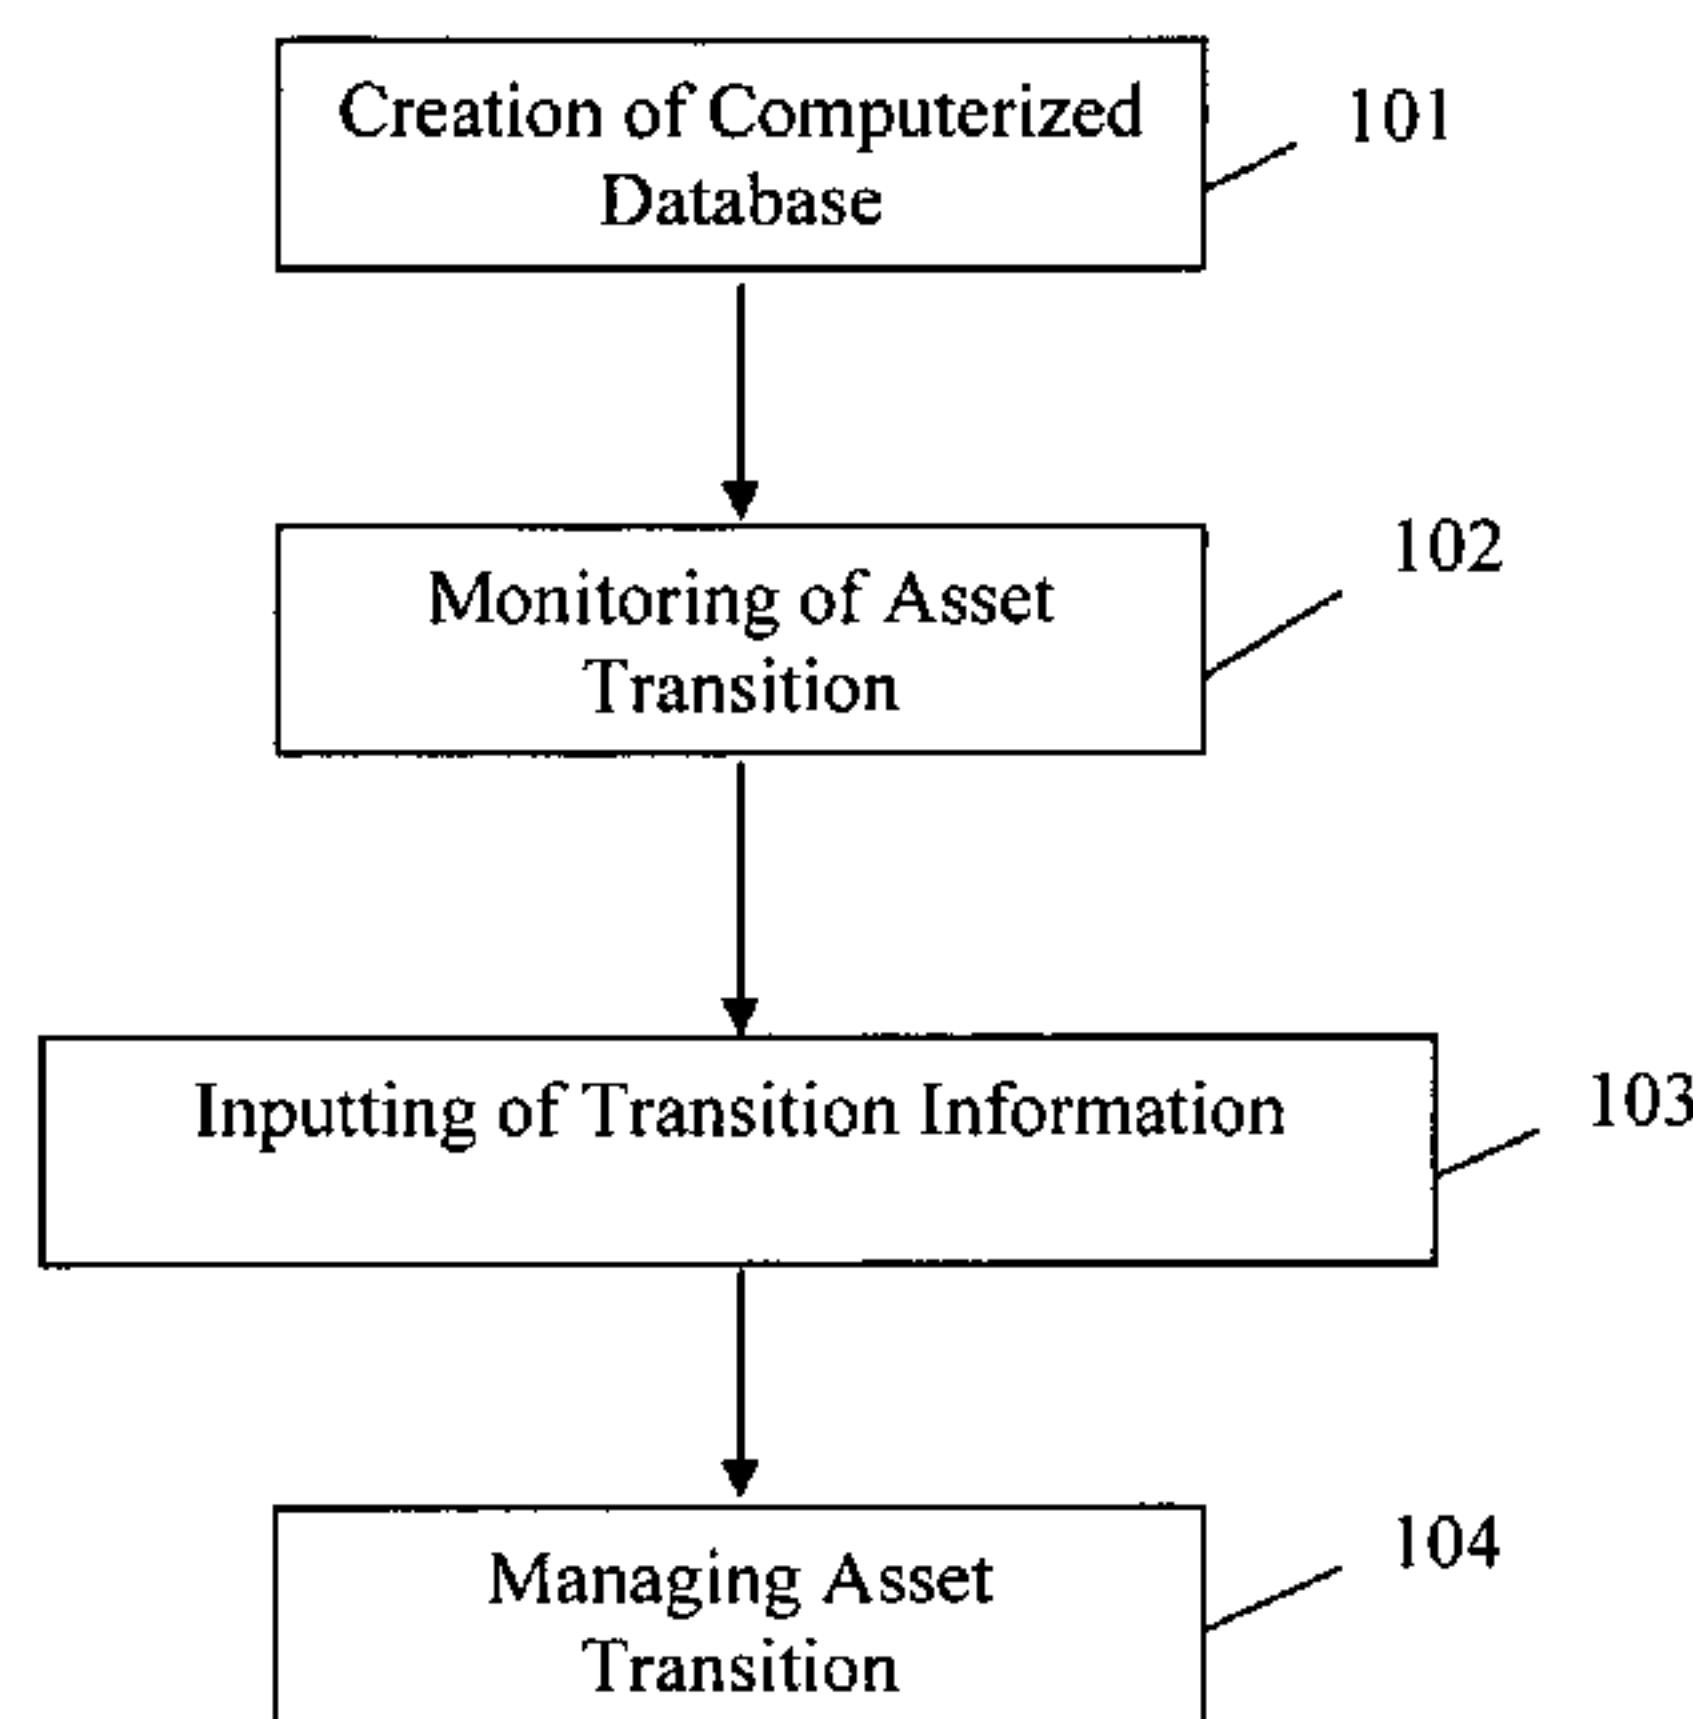 Creation of Computerized
Database
101
Monitoring of Asset
Transition
102
Inputting of Transition Information
103
Managing Asset
Transition
104